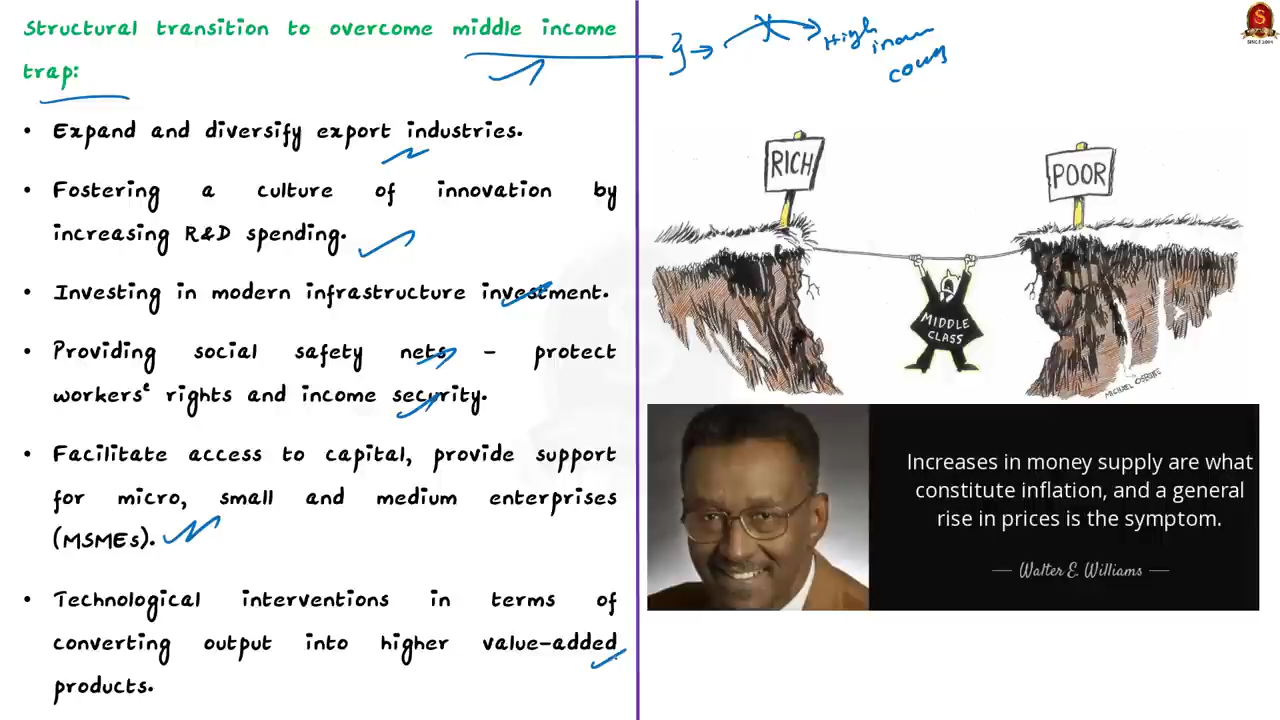 Structural transition to overcome middle income
trap:
• Expand and diversify export industries.
• Fostering a culture of innovation by
increasing R&D spending.
• Investing in modern infrastructure investment.
• Providing social safety nets – protect
workers' rights and income security.
• Facilitate access to capital, provide support
for micro, small and medium enterprises
(MSMEs).
• Technological interventions in terms of
converting output into higher value-added
products.
High
income
S
SINCE 2004
RICH
POOR
MIDDLE
CLASS
MICHAEL OSBUN
Increases in money supply are what
constitute inflation, and a general
rise in prices is the symptom.
— Walter E. Williams —